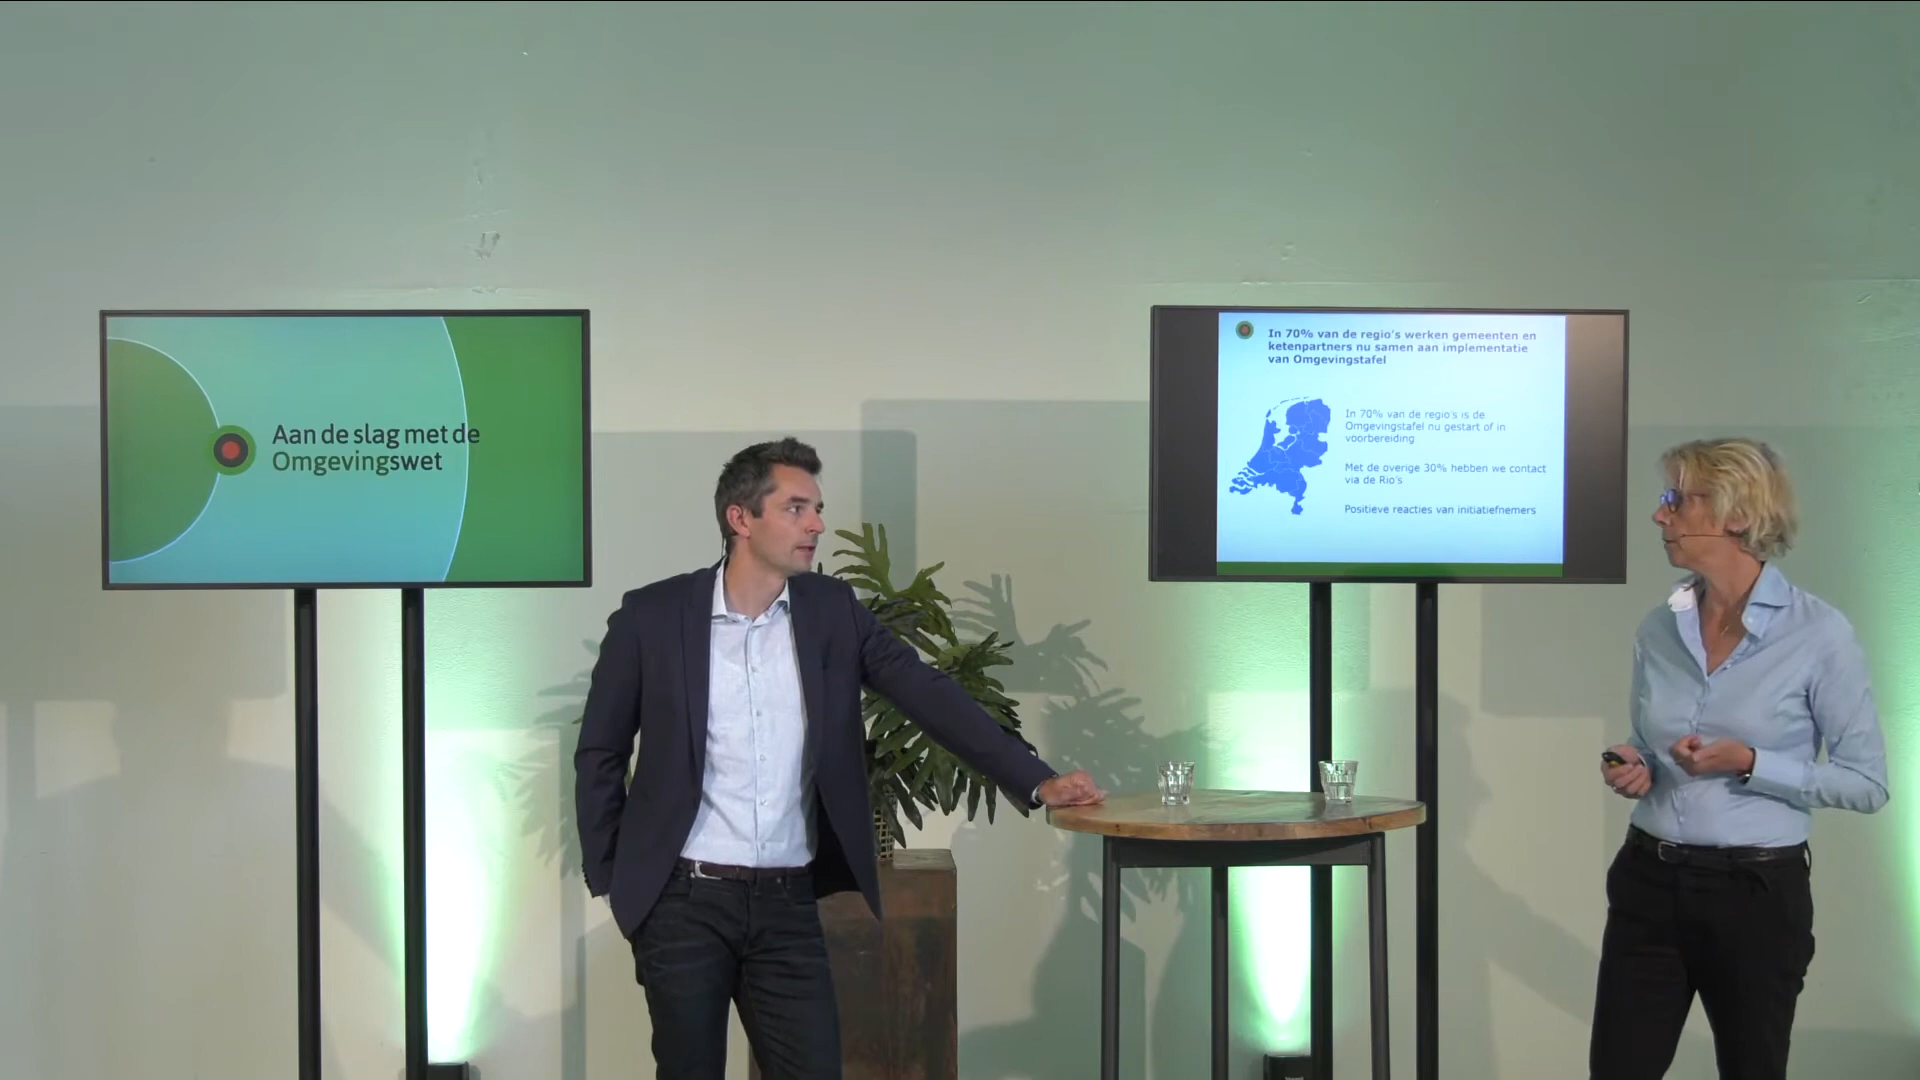 Aan de slag met de
Omgevingswet
In 70% van de regio's werken gemeenten en
ketenpartners nu samen aan implementatie
van Omgevingstafel
In 70% van de regio's is de
Omgevingstafel nu gestart of in
voorbereiding
Met de overige 30% hebben we contact
via de Rio's
Positieve reacties van initiatiefnemers